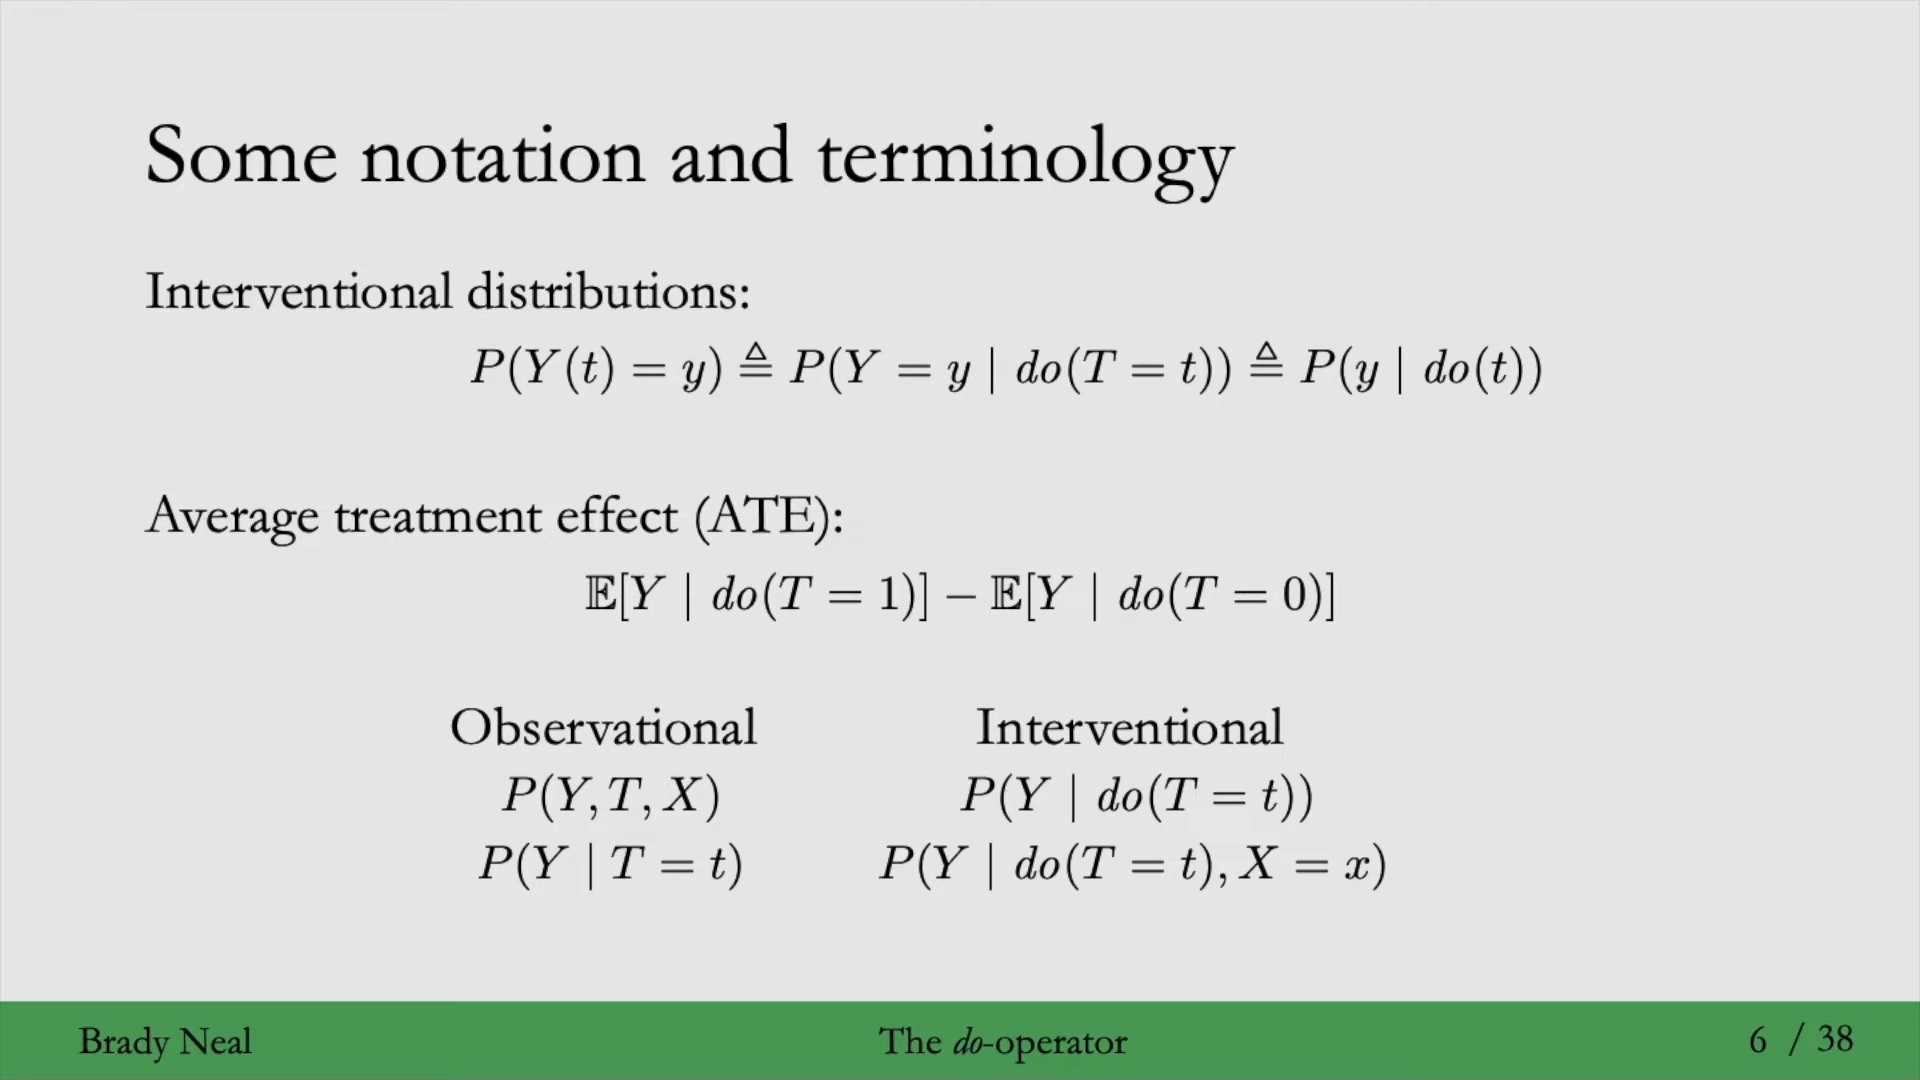 Some notation and terminology
Interventional distributions:
P(Y(t) = y) ≜ P(Y = y | do(T = t)) ≜ P(y | do(t))
Average treatment effect (ATE):
𝔼[Y | do(T = 1)] − 𝔼[Y | do(T = 0)]
Observational Interventional
P(Y, T, X) P(Y | do(T = t))
P(Y | T = t) P(Y | do(T = t), X = x)
Brady Neal The do-operator 6 / 38